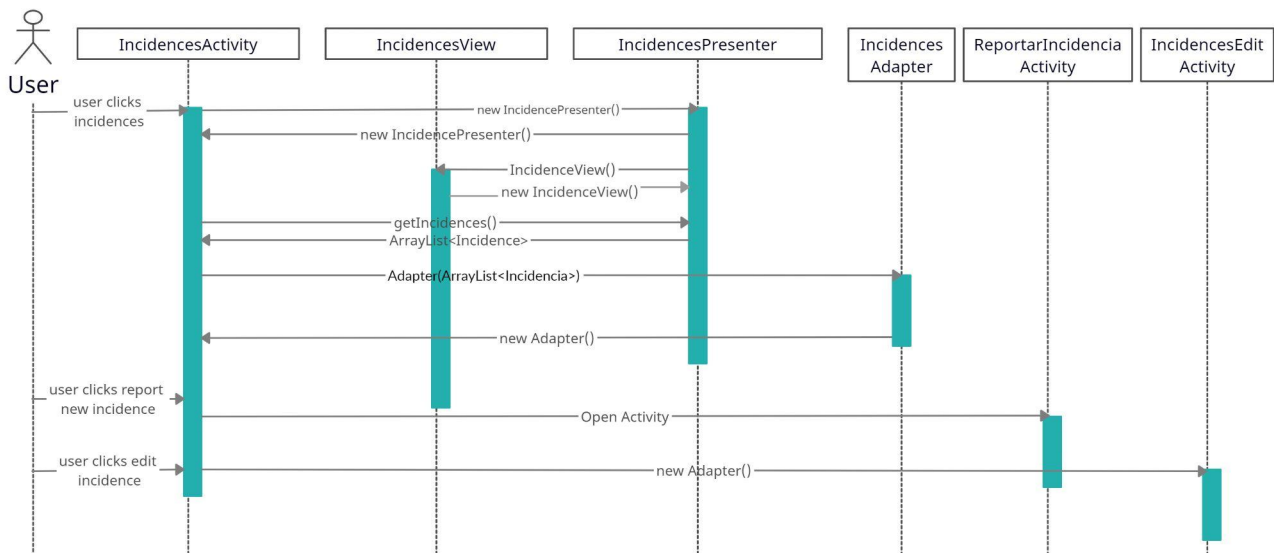 IncidencesActivity
IncidencesView
IncidencesPresenter
Incidences
Adapter
ReportarIncidencia
Activity
IncidencesEdit
Activity
User
user clicks
incidences
new IncidencePresenter()
new IncidencePresenter()
IncidenceView()
new IncidenceView()
getIncidences()
ArrayList<Incidence>
Adapter(ArrayList<Incidencia>)
new Adapter()
user clicks report
new incidence
Open Activity
user clicks edit
incidence
new Adapter()